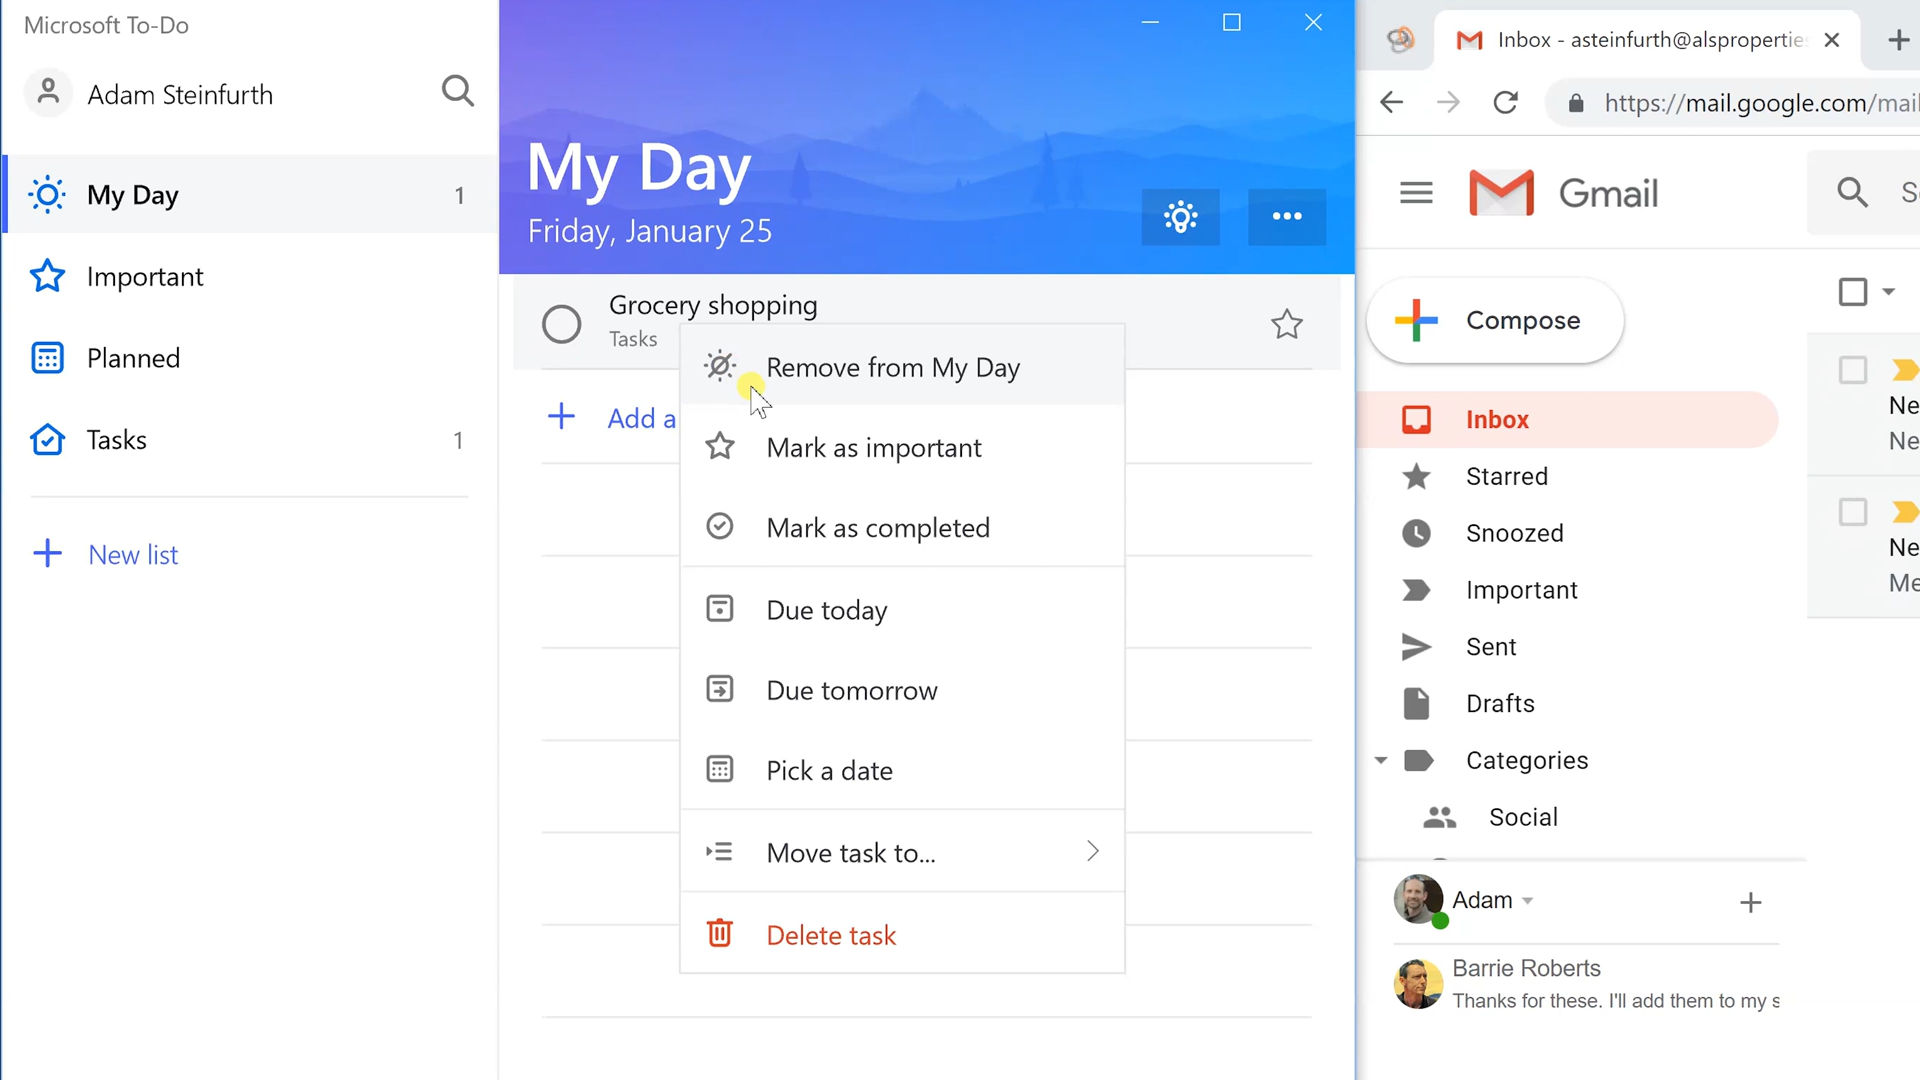 Microsoft To-Do
Adam Steinfurth
My Day 1
Important
Planned
Tasks 1
New list
My Day
Friday, January 25
Grocery shopping
Tasks
Add a
Remove from My Day
Mark as important
Mark as completed
Due today
Due tomorrow
Pick a date
Move task to...
Delete task
Inbox - asteinfurth@alspropertie
https://mail.google.com/mail
Gmail
S
Compose
Inbox
Starred
Snoozed
Important
Sent
Drafts
Categories
Social
Ne
Ne
Ne
Me
Adam
Barrie Roberts
Thanks for these. I'll add them to my s